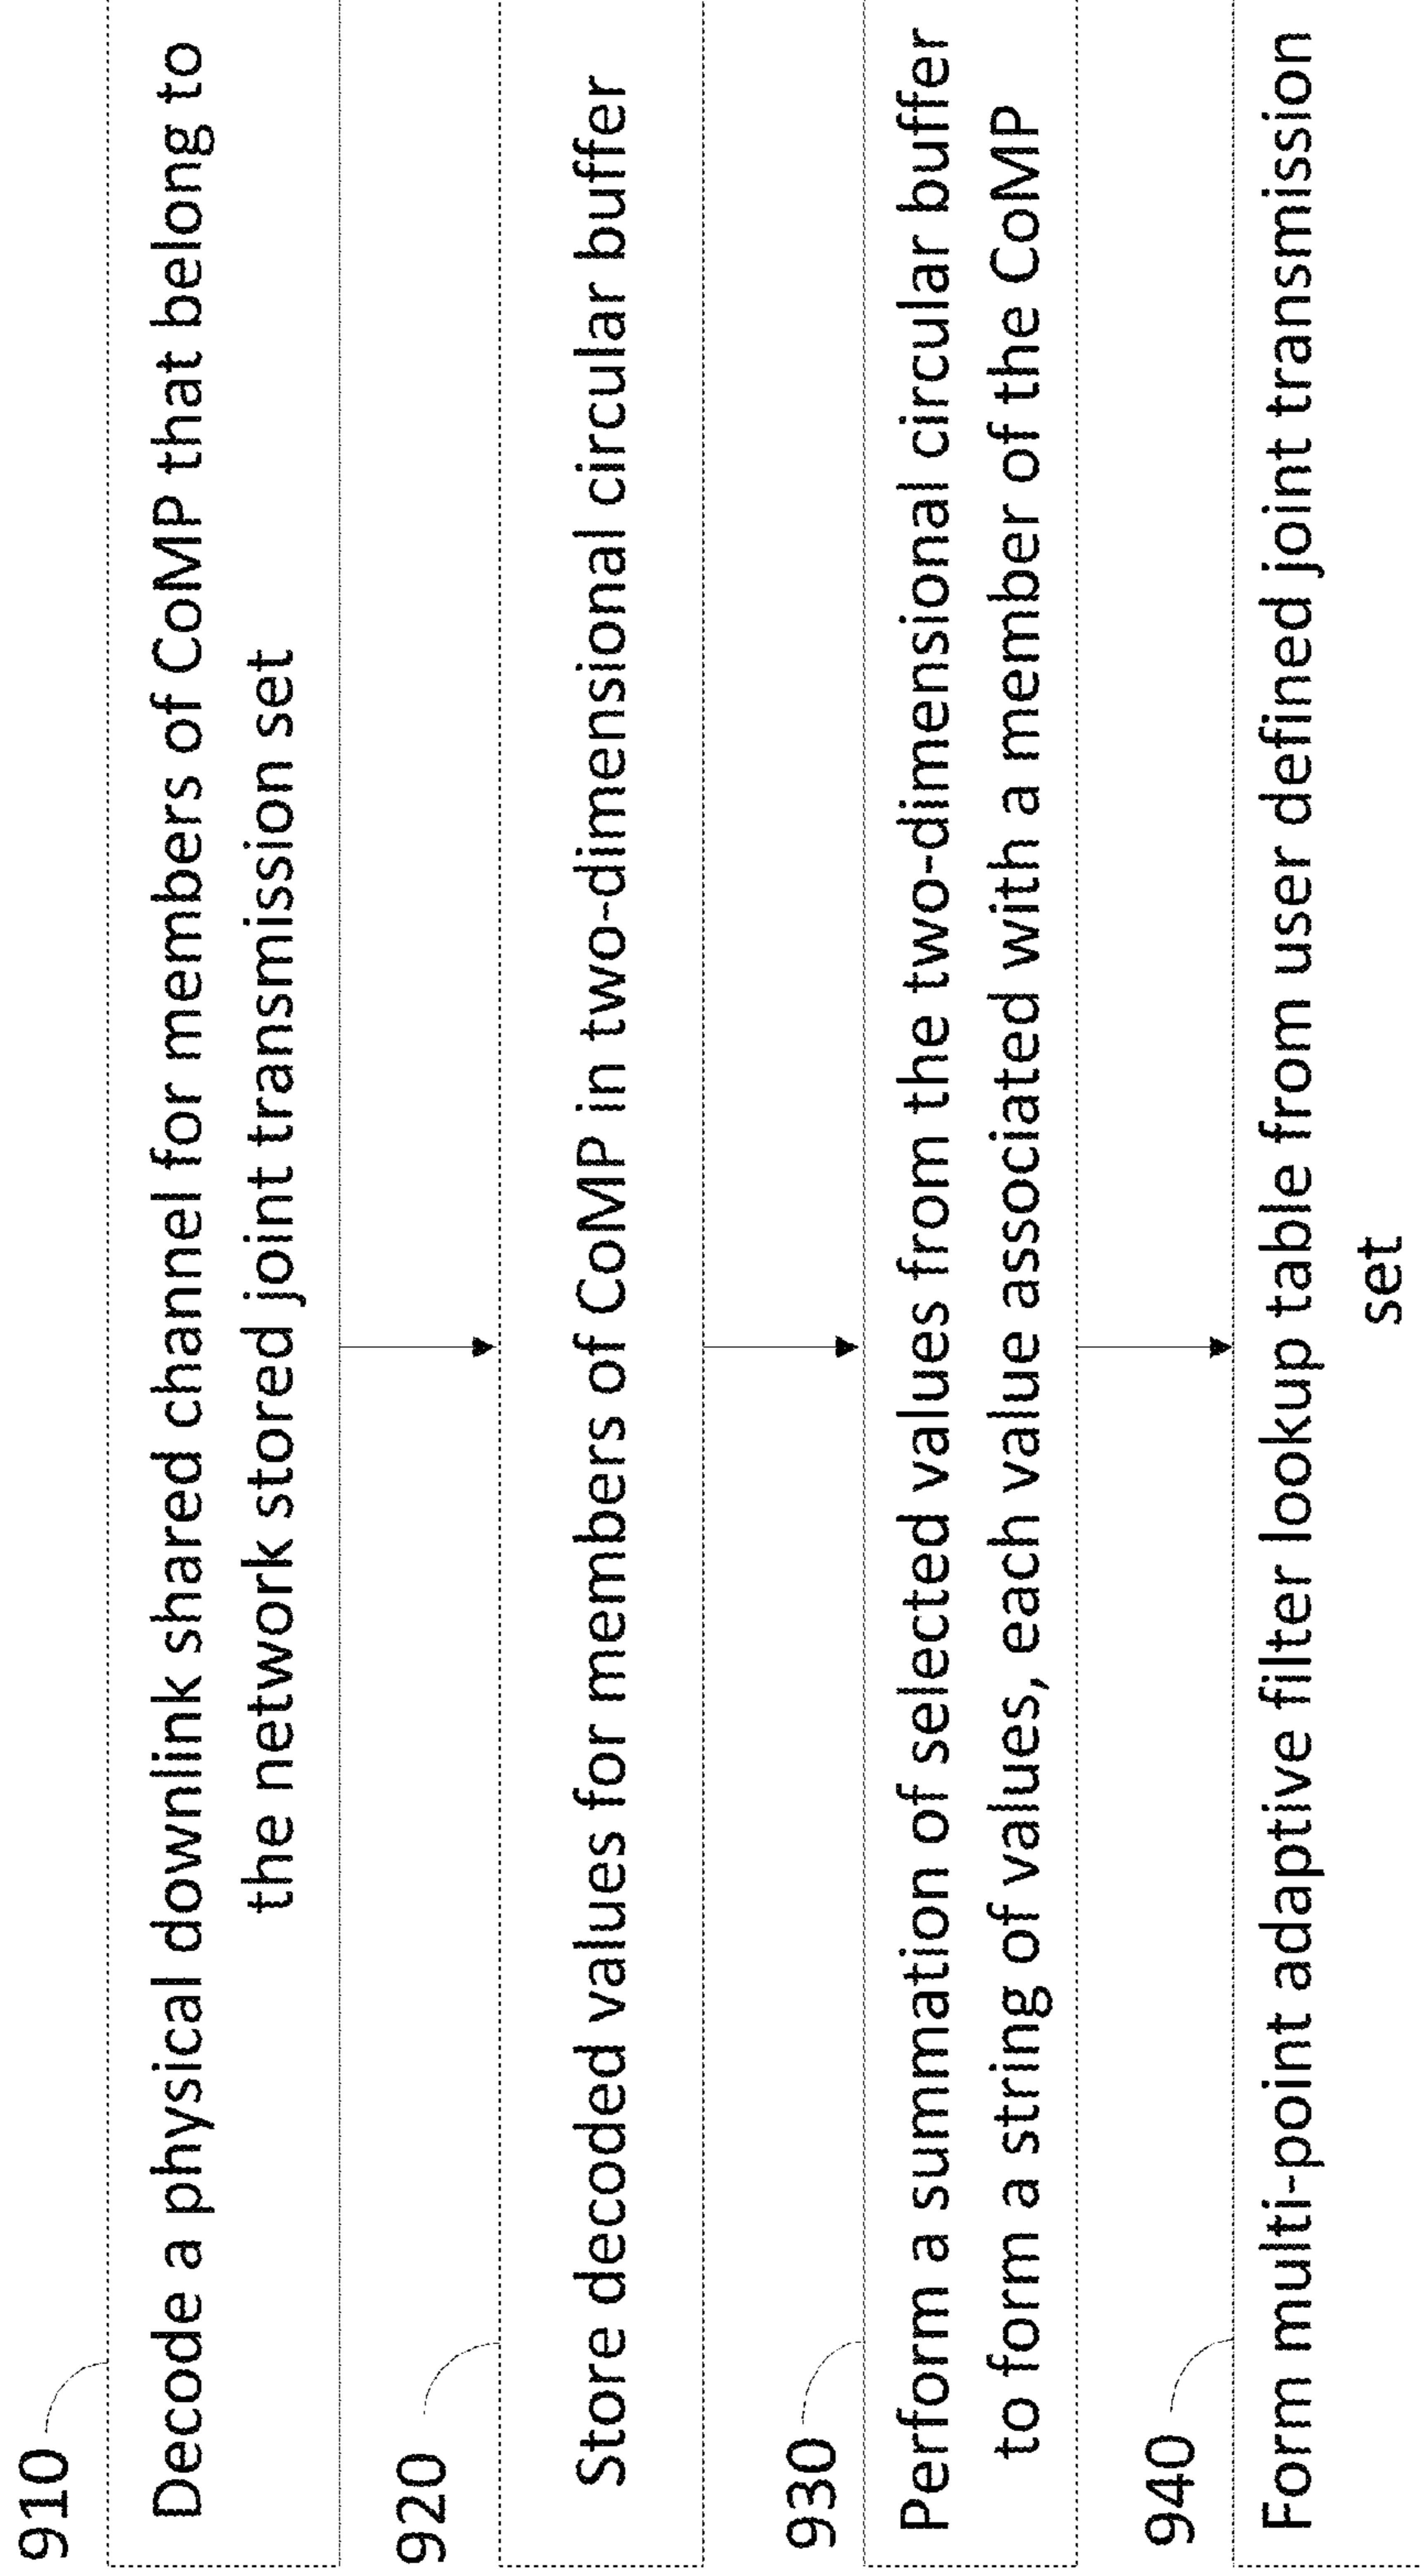 910
Decode a physical downlink shared channel for members of CoMP that belong to
the network stored joint transmission set
920
Store decoded values for members of CoMP in two-dimensional circular buffer
930
Perform a summation of selected values from the two-dimensional circular buffer
to form a string of values, each value associated with a member of the CoMP
940
Form multi-point adaptive filter lookup table from user defined joint transmission
set